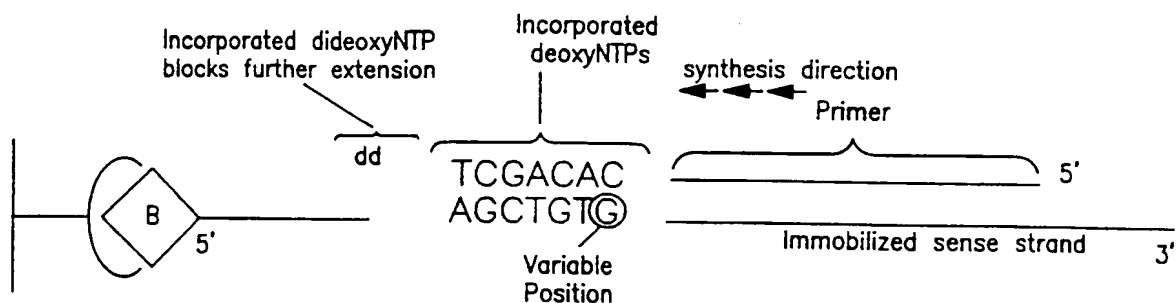 Incorporated dideoxyNTP
blocks further extension
Incorporated
deoxyNTPs
synthesis direction
Primer
dd
TCGACAC
5'
AGCTGTG
B
5'
Immobilized sense strand
3'
Variable
Position